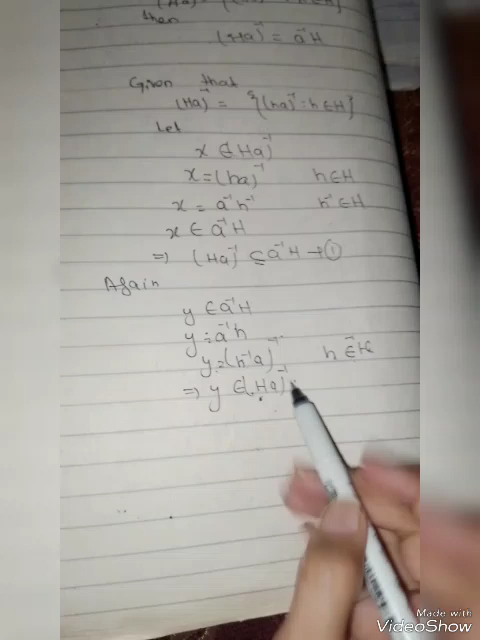 then
(Ha)⁻¹ = a⁻¹H
Given that
(Ha)⁻¹ = {(ha)⁻¹ : h ∈ H}
Let
x ∈ (Ha)⁻¹
x = (ha)⁻¹ h ∈ H
x = a⁻¹h⁻¹ h⁻¹ ∈ H
x ∈ a⁻¹H
⇒ (Ha)⁻¹ ⊆ a⁻¹H → ①
Again
y ∈ a⁻¹H
y = a⁻¹h
y = (h⁻¹a)⁻¹ h⁻¹ ∈ H
⇒ y ∈ (Ha)⁻¹
Made with
VideoShow